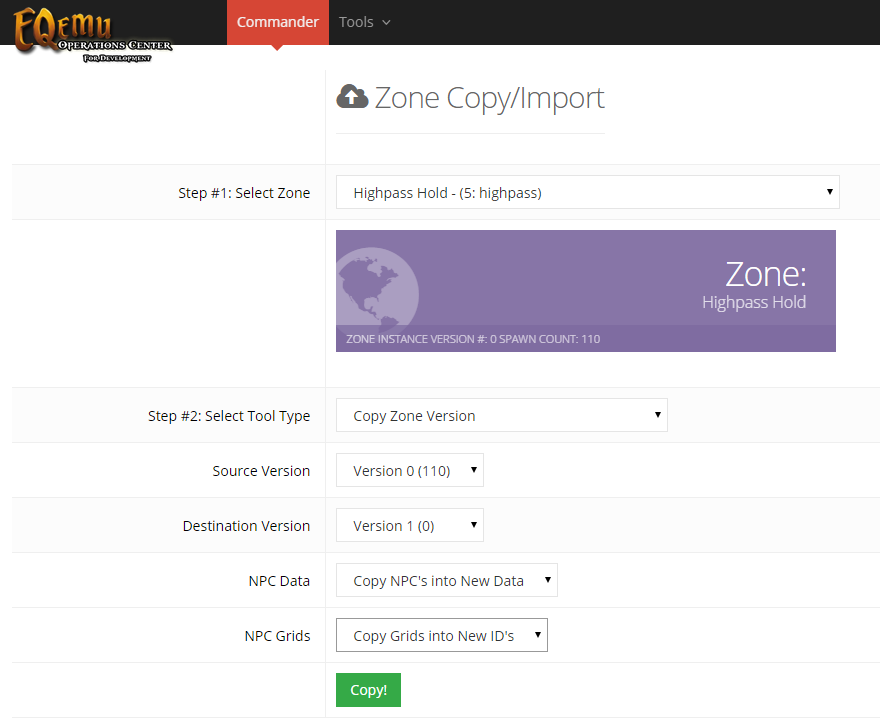 EQEMU
OPERATIONS CENTER
FOR DEVELOPMENT
Commander
Tools
Zone Copy/Import
Step #1: Select Zone
Highpass Hold - (5: highpass)
Zone:
Highpass Hold
ZONE INSTANCE VERSION #: 0 SPAWN COUNT: 110
Step #2: Select Tool Type
Copy Zone Version
Source Version
Version 0 (110)
Destination Version
Version 1 (0)
NPC Data
Copy NPC's into New Data
NPC Grids
Copy Grids into New ID's
Copy!